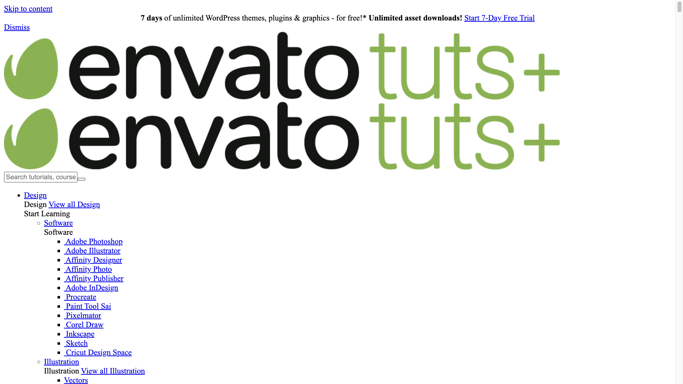 Skip to content
7 days of unlimited WordPress themes, plugins & graphics - for free!* Unlimited asset downloads! Start 7-Day Free Trial
Dismiss
envato tuts+
envato tuts+
Search tutorials, course
Design
Design View all Design
Start Learning
Software
Software
Adobe Photoshop
Adobe Illustrator
Affinity Designer
Affinity Photo
Affinity Publisher
Adobe InDesign
Procreate
Paint Tool Sai
Pixelmator
Corel Draw
Inkscape
Sketch
Cricut Design Space
Illustration
Illustration View all Illustration
Vectors